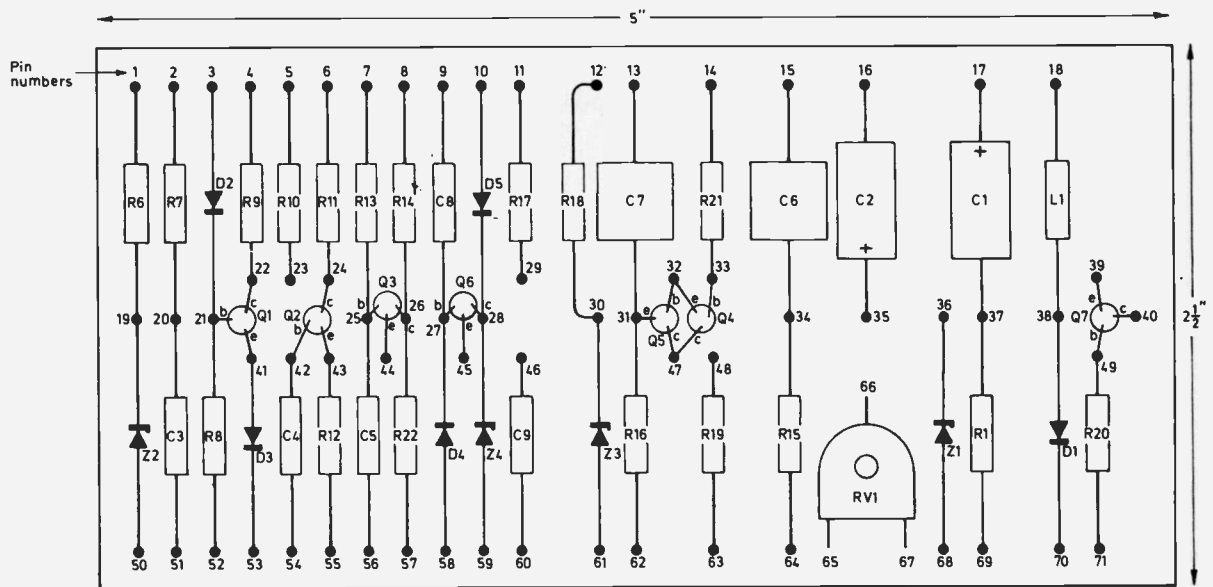 5"
Pin numbers
1 2 3 4 5 6 7 8 9 10 11 12 13 14 15 16 17 18
D2 D5 + 
R6 R7 R9 R10 R11 R13 R14 C8 R17 R18 C7 R21 C6 C2 C1 L1
+
22 23 24 29 32 33 39
Q3 Q6
c c b c b c b b e b e
19 20 21 b Q1 b Q2 25 26 27 28 30 31 e Q4 34 35 36 37 38 Q7 c 40 2½"
e e e c e c Q5 c c b
41 42 43 44 45 46 47 48 49
66
R8 C3 C4 R12 C5 R22 C9 R16 R19 R15 R1 R20
Z2 D3 D4 Z4 Z3 Z1 D1
RV1
50 51 52 53 54 55 56 57 58 59 60 61 62 63 64 65 67 68 69 70 71